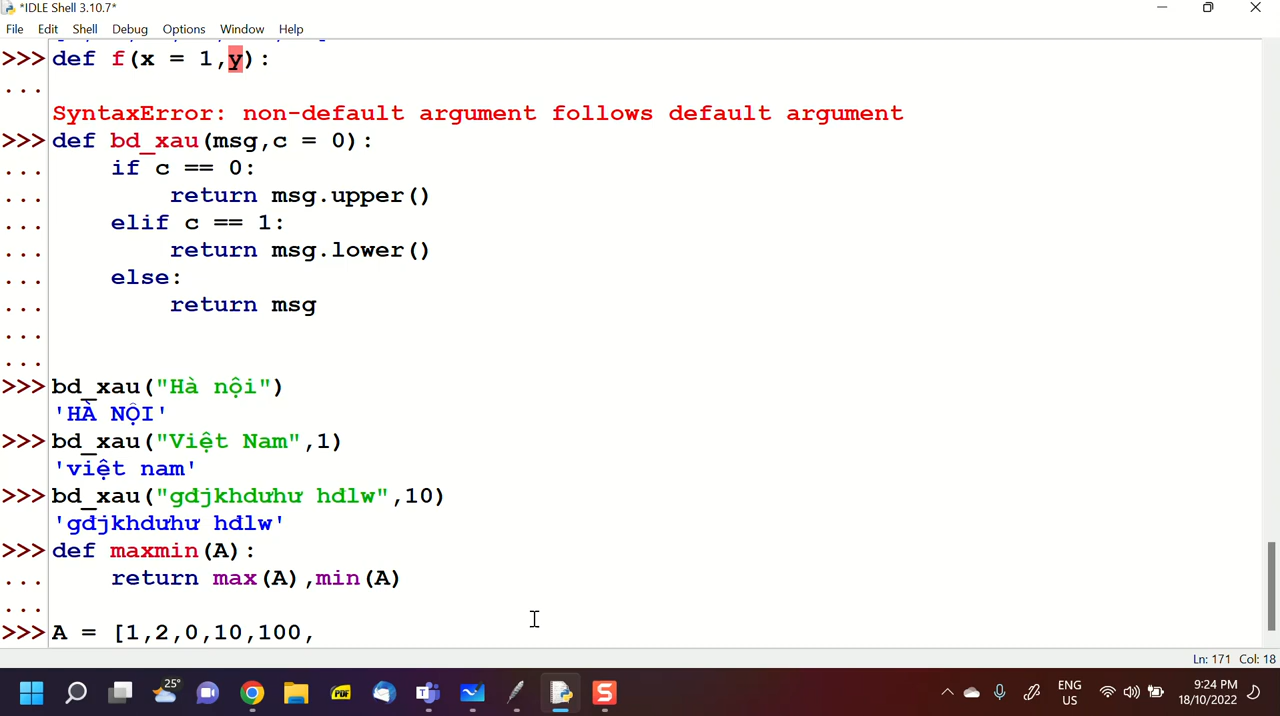 *IDLE Shell 3.10.7*
File Edit Shell Debug Options Window Help
>>> def f(x = 1,y):
...
SyntaxError: non-default argument follows default argument
>>> def bd_xau(msg,c = 0):
... if c == 0:
... return msg.upper()
... elif c == 1:
... return msg.lower()
... else:
... return msg
...
...
>>> bd_xau("Hà nội")
'HÀ NỘI'
>>> bd_xau("Việt Nam",1)
'việt nam'
>>> bd_xau("gdjkhdưhư hdlw",10)
'gdjkhdưhư hdlw'
>>> def maxmin(A):
... return max(A),min(A)
...
>>> A = [1,2,0,10,100,
Ln: 171 Col: 18
25°
PDF
ENG
US
9:24 PM
18/10/2022